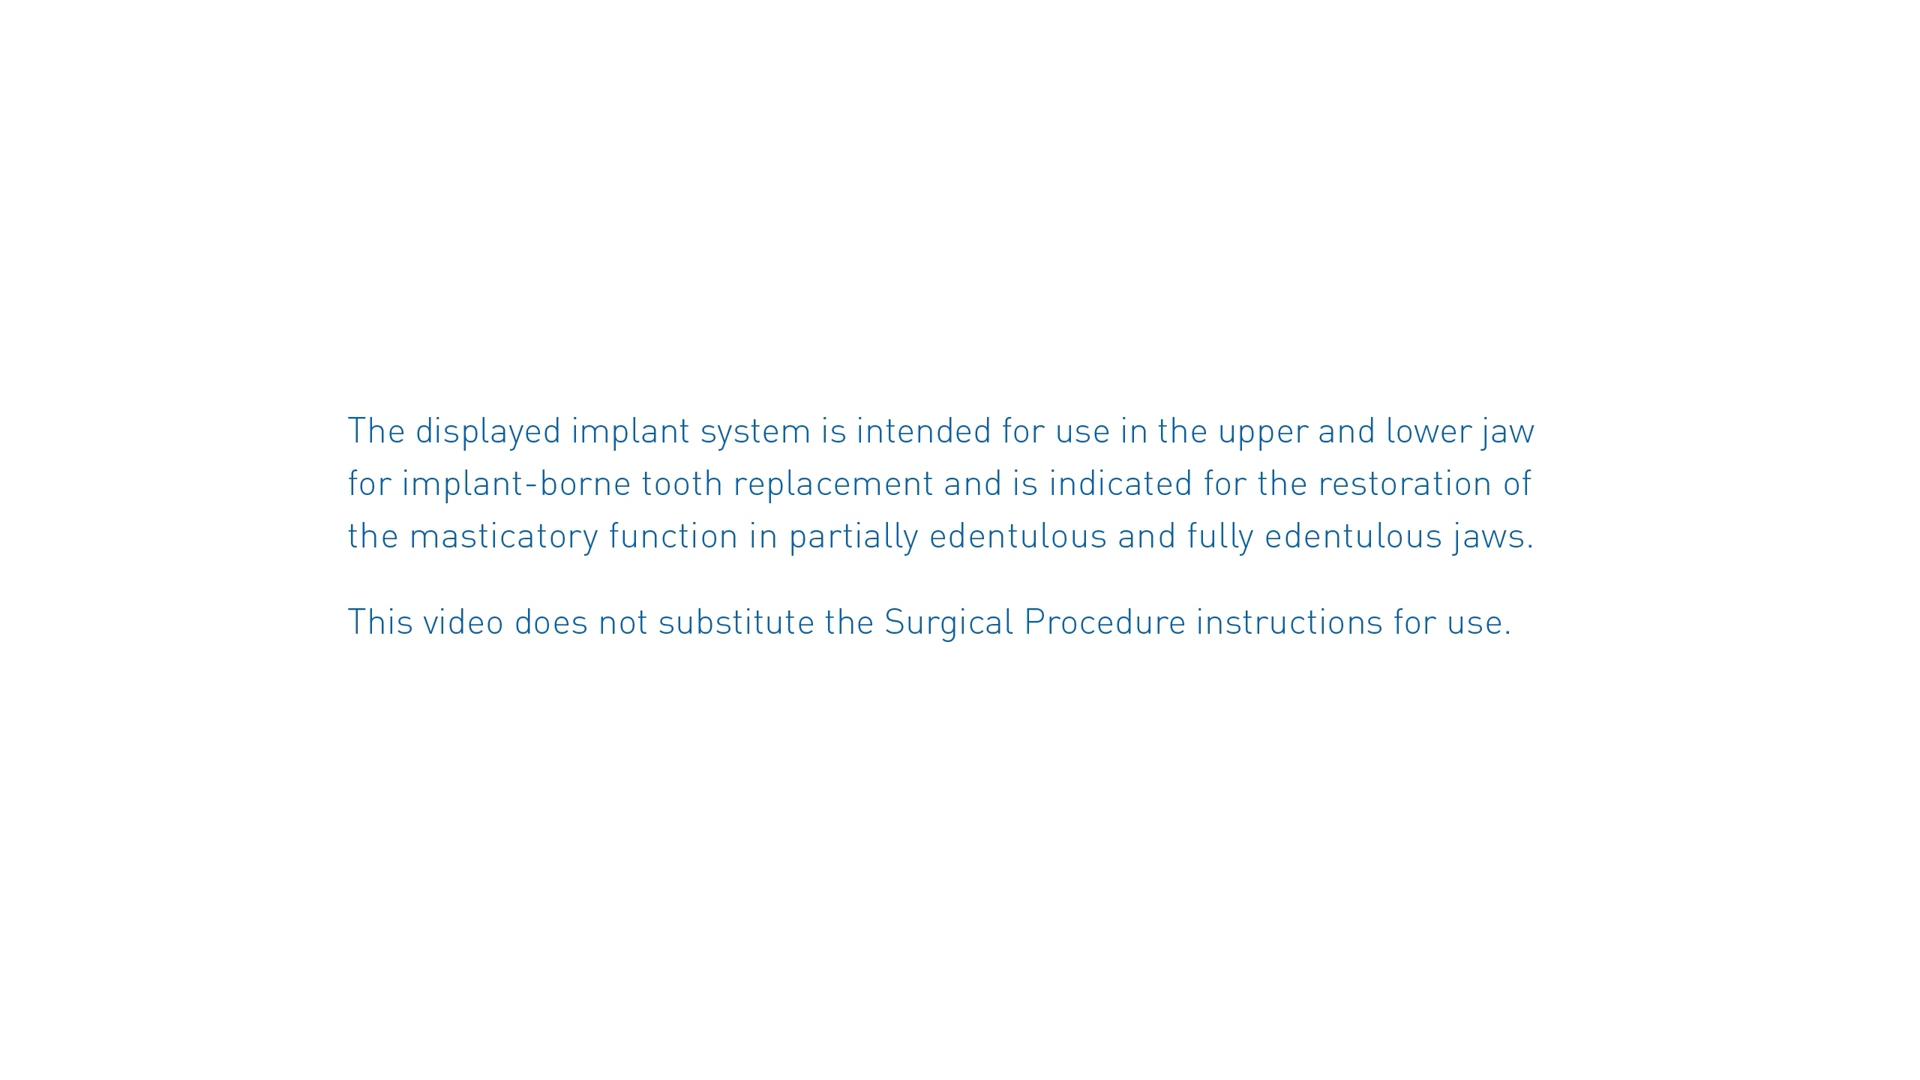 The displayed implant system is intended for use in the upper and lower jaw
for implant-borne tooth replacement and is indicated for the restoration of
the masticatory function in partially edentulous and fully edentulous jaws.
This video does not substitute the Surgical Procedure instructions for use.